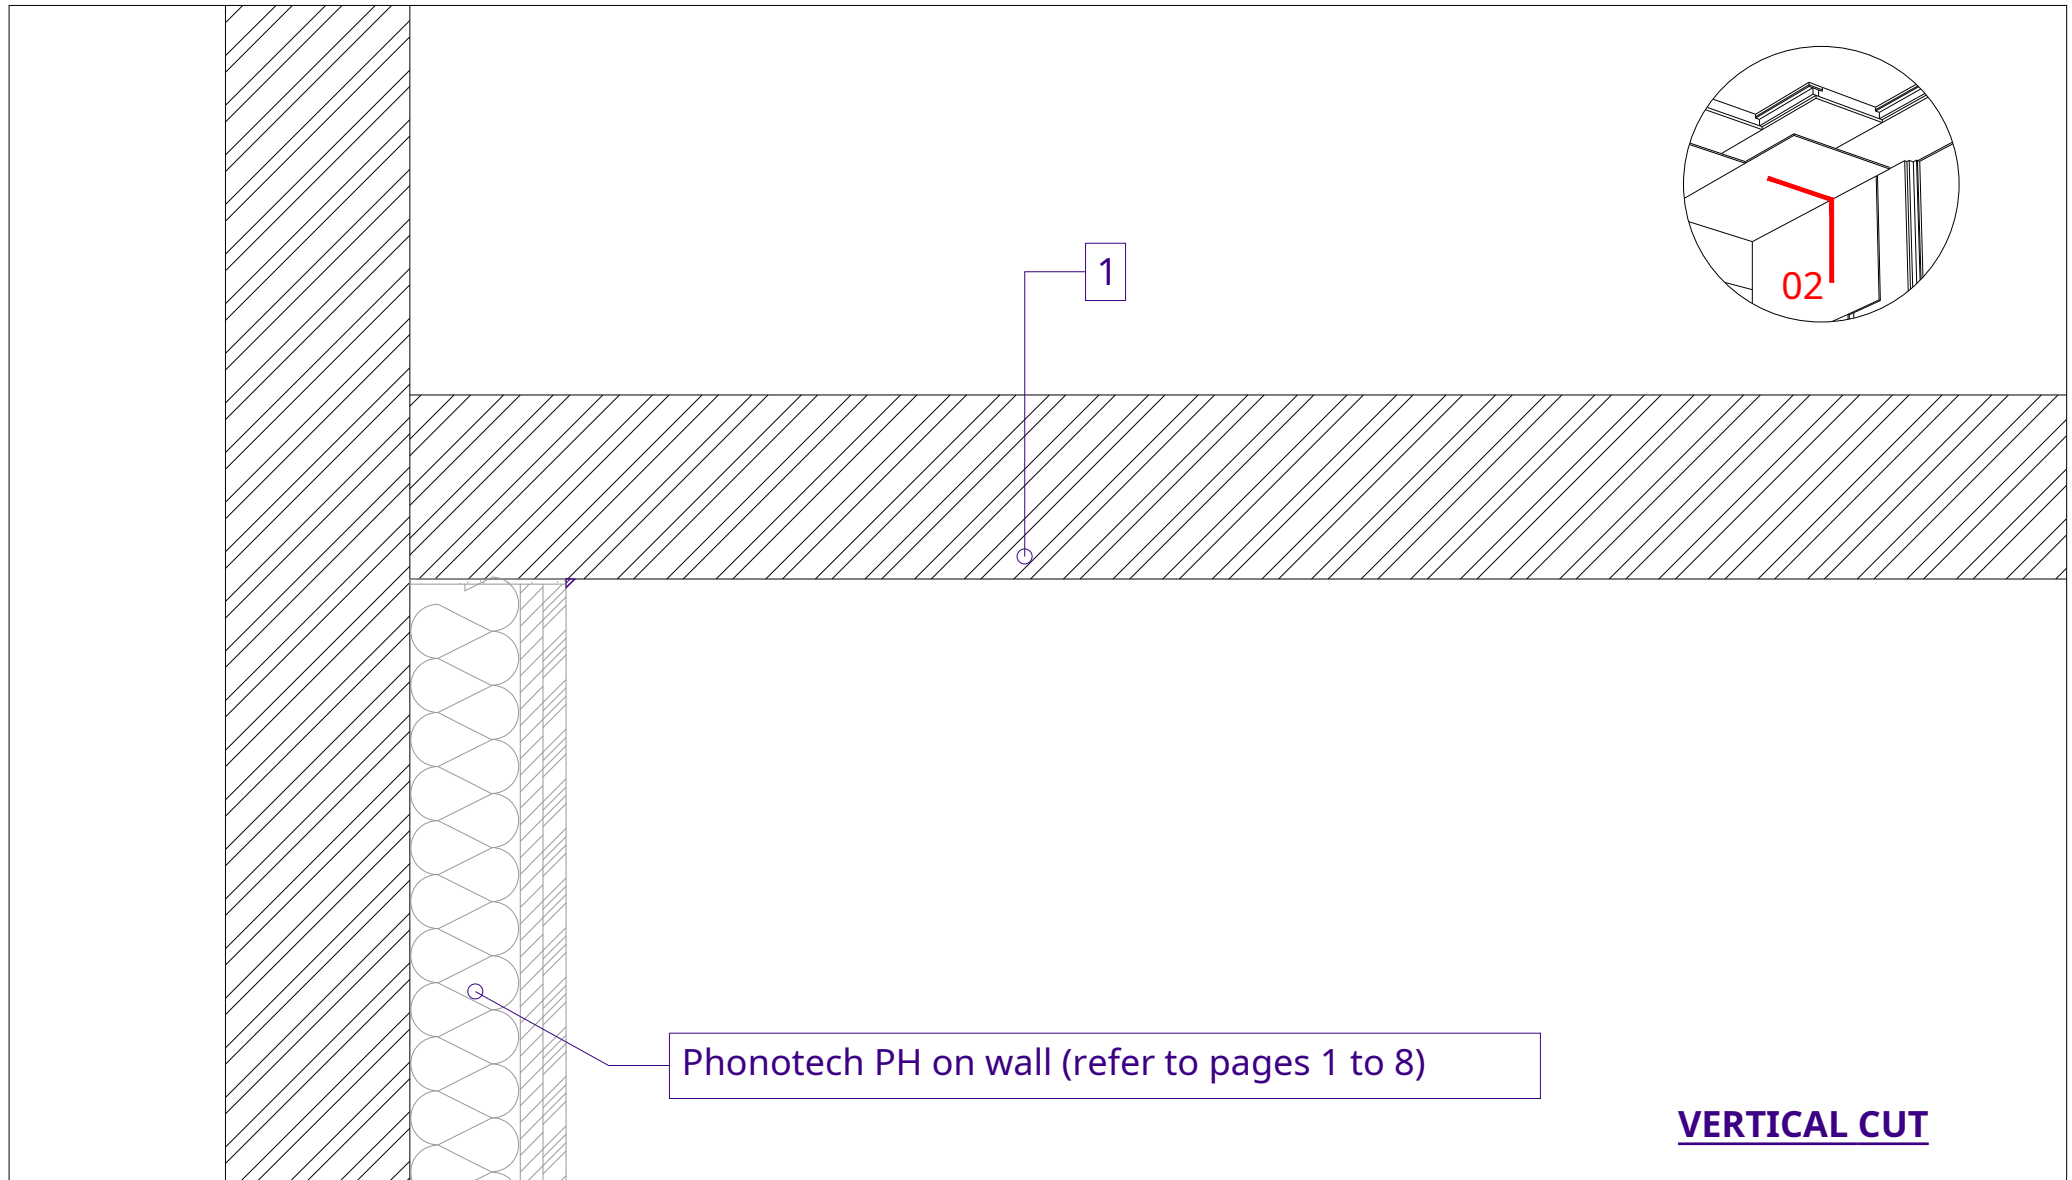 02
1
Phonotech PH on wall (refer to pages 1 to 8)
VERTICAL CUT